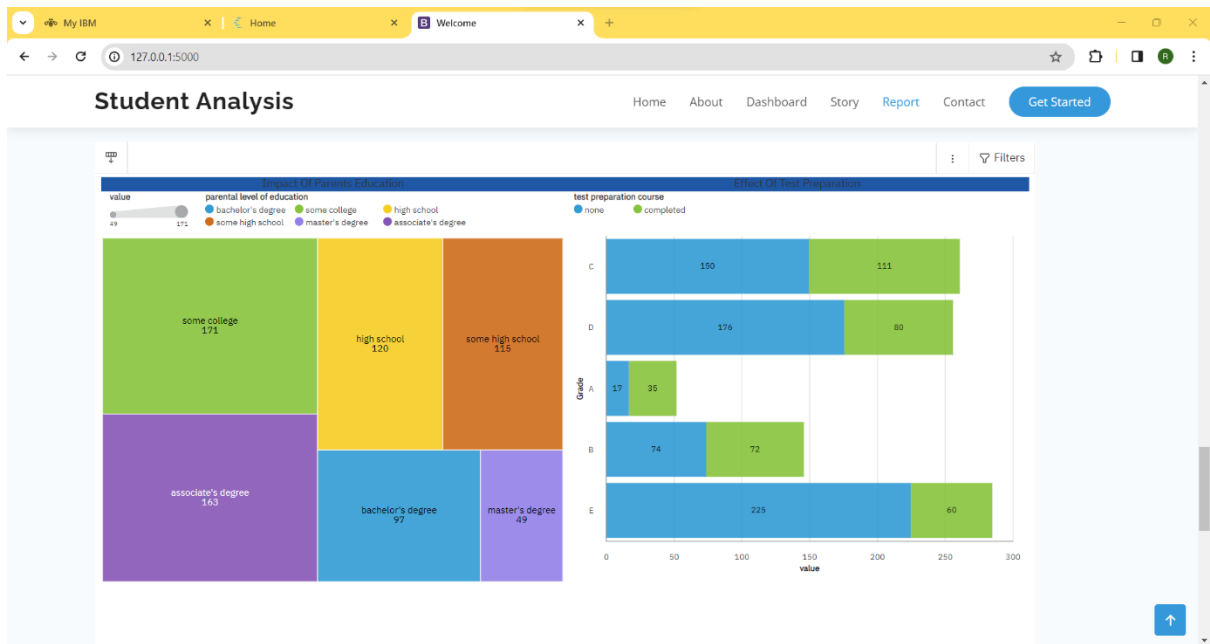 My IBM
Home
B Welcome
127.0.0.1:5000
R
Student Analysis
Home About Dashboard Story Report Contact Get Started
Filters
Impact Of Parents Education
Effect Of Test Preparation
value
49 171
parental level of education
bachelor's degree some college high school
some high school master's degree associate's degree
test preparation course
none completed
some college
171
high school
120
some high school
115
associate's degree
163
bachelor's degree
97
master's degree
49
Grade
C 150 111
D 176 80
A 17 35
B 74 72
E 225 60
0 50 100 150 200 250 300
value